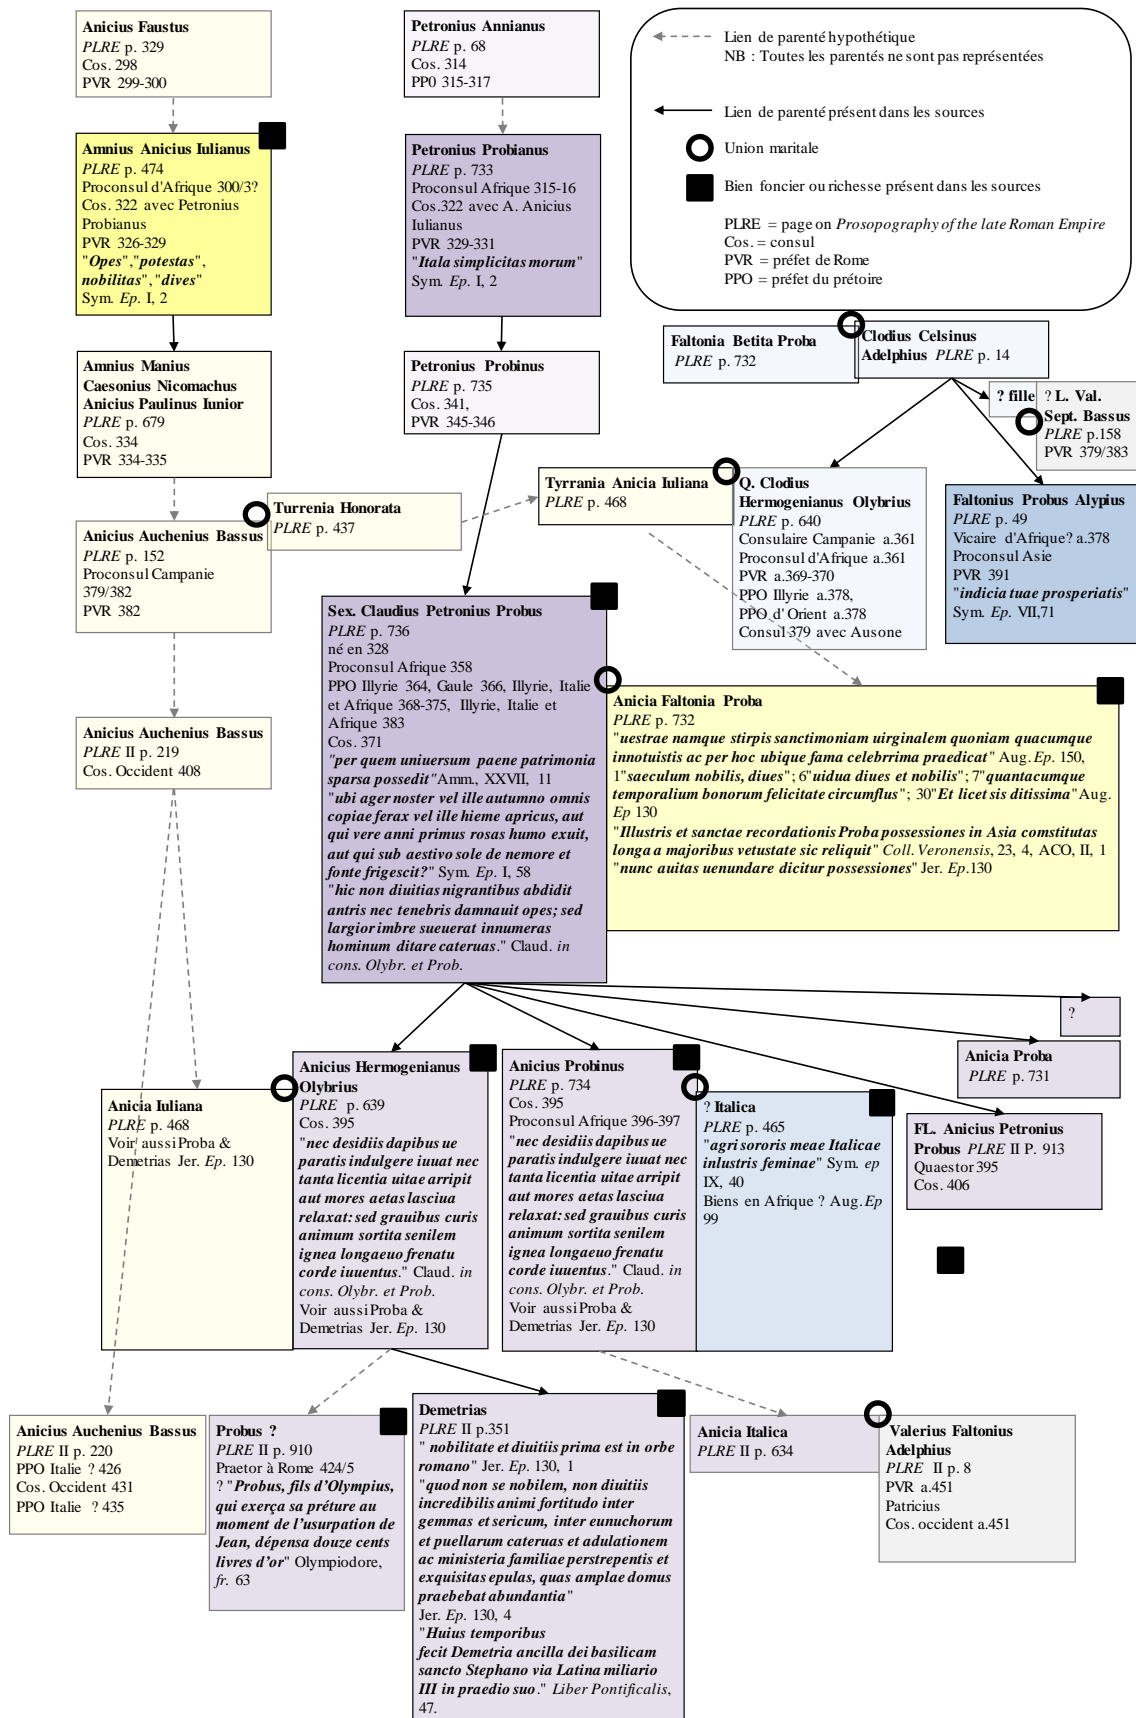 Anicius Faustus
PLRE p. 329
Cos. 298
PVR 299-300
Petronius Annianus
PLRE p. 68
Cos. 314
PP0 315-317
Lien de parenté hypothétique
NB : Toutes les parentés ne sont pas représentées
Lien de parenté présent dans les sources
Union maritale
Bien foncier ou richesse présent dans les sources
PLRE = page on Prosopography of the late Roman Empire
Cos. = consul
PVR = préfet de Rome
PPO = préfet du prétoire
Amnius Anicius Iulianus
PLRE p. 474
Proconsul d'Afrique 300/3?
Cos. 322 avec Petronius
Probianus
PVR 326-329
"Opes","potestas",
nobilitas","dives"
Sym. Ep. I, 2
Petronius Probianus
PLRE p. 733
Proconsul Afrique 315-16
Cos.322 avec A. Anicius
Iulianus
PVR 329-331
"Itala simplicitas morum"
Sym. Ep. I, 2
Faltonia Betita Proba
PLRE p. 732
Clodius Celsinus
Adelphius PLRE p. 14
Amnius Manius
Caesonius Nicomachus
Anicius Paulinus Iunior
PLRE p. 679
Cos. 334
PVR 334-335
Petronius Probinus
PLRE p. 735
Cos. 341,
PVR 345-346
? fille
? L. Val.
Sept. Bassus
PLRE p.158
PVR 379/383
Turrenia Honorata
PLRE p. 437
Tyrrania Anicia Iuliana
PLRE p. 468
Q. Clodius
Hermogenianus Olybrius
PLRE p. 640
Consulaire Campanie a.361
Proconsul d'Afrique a.361
PVR a.369-370
PPO Illyrie a.378,
PPO d' Orient a.378
Consul 379 avec Ausone
Faltonius Probus Alypius
PLRE p. 49
Vicaire d'Afrique? a.378
Proconsul Asie
PVR 391
"indicia tuae prosperiatis"
Sym. Ep. VII,71
Anicius Auchenius Bassus
PLRE p. 152
Proconsul Campanie
379/382
PVR 382
Sex. Claudius Petronius Probus
PLRE p. 736
né en 328
Proconsul Afrique 358
PPO Illyrie 364, Gaule 366, Illyrie, Italie
et Afrique 368-375, Illyrie, Italie et
Afrique 383
Cos. 371
"per quem uniuersum paene patrimonia
sparsa possedit"Amm., XXVII, 11
"ubi ager noster vel ille autumno omnis
copiae ferax vel ille hieme apricus, aut
qui vere anni primus rosas humo exuit,
aut qui sub aestivo sole de nemore et
fonte frigescit?" Sym. Ep. I, 58
"hic non diuitias nigrantibus abdidit
antris nec tenebris damnauit opes; sed
largior imbre sueuerat innumeras
hominum ditare cateruas." Claud. in
cons. Olybr. et Prob.
Anicia Faltonia Proba
PLRE p. 732
"uestrae namque stirpis sanctimoniam uirginalem quoniam quacumque
innotuistis ac per hoc ubique fama celebrrima praedicat" Aug. Ep. 150,
1"saeculum nobilis, diues"; 6"uidua diues et nobilis"; 7"quantacumque
temporalium bonorum felicitate circumflus"; 30"Et licet sis ditissima"Aug.
Ep 130
"Illustris et sanctae recordationis Proba possessiones in Asia comstitutas
longa a majoribus vetustate sic reliquit" Coll. Veronensis, 23, 4, ACO, II, 1
"nunc auitas uenundare dicitur possessiones" Jer. Ep.130
Anicius Auchenius Bassus
PLRE II p. 219
Cos. Occident 408
?
Anicia Proba
PLRE p. 731
Anicia Iuliana
PLRE p. 468
Voir aussi Proba &
Demetrias Jer. Ep. 130
Anicius Hermogenianus
Olybrius
PLRE p. 639
Cos. 395
"nec desidiis dapibus ue
paratis indulgere iuuat nec
tanta licentia uitae arripit
aut mores aetas lasciua
relaxat: sed grauibus curis
animum sortita senilem
ignea longaeuo frenatu
corde iuuentus." Claud. in
cons. Olybr. et Prob.
Voir aussi Proba &
Demetrias Jer. Ep. 130
Anicius Probinus
PLRE p. 734
Cos. 395
Proconsul Afrique 396-397
"nec desidiis dapibus ue
paratis indulgere iuuat nec
tanta licentia uitae arripit
aut mores aetas lasciua
relaxat: sed grauibus curis
animum sortita senilem
ignea longaeuo frenatu
corde iuuentus." Claud. in
cons. Olybr. et Prob.
Voir aussi Proba &
Demetrias Jer. Ep. 130
? Italica
PLRE p. 465
"agri sororis meae Italicae
inlustris feminae" Sym. ep
IX, 40
Biens en Afrique ? Aug. Ep
99
FL. Anicius Petronius
Probus PLRE II P. 913
Quaestor 395
Cos. 406
Anicius Auchenius Bassus
PLRE II p. 220
PPO Italie ? 426
Cos. Occident 431
PPO Italie ? 435
Probus ?
PLRE II p. 910
Praetor à Rome 424/5
? "Probus, fils d'Olympius,
qui exerça sa préture au
moment de l'usurpation de
Jean, dépensa douze cents
livres d'or" Olympiodore,
fr. 63
Demetrias
PLRE II p.351
" nobilitate et diuitiis prima est in orbe
romano" Jer. Ep. 130, 1
"quod non se nobilem, non diuitiis
incredibilis animi fortitudo inter
gemmas et sericum, inter eunuchorum
et puellarum cateruas et adulationem
ac ministeria familiae perstrepentis et
exquisitas epulas, quas amplae domus
praebebat abundantia"
Jer. Ep. 130, 4
"Huius temporibus
fecit Demetria ancilla dei basilicam
sancto Stephano via Latina miliario
III in praedio suo." Liber Pontificalis,
47.
Anicia Italica
PLRE II p. 634
Valerius Faltonius
Adelphius
PLRE II p. 8
PVR a.451
Patricius
Cos. occident a.451